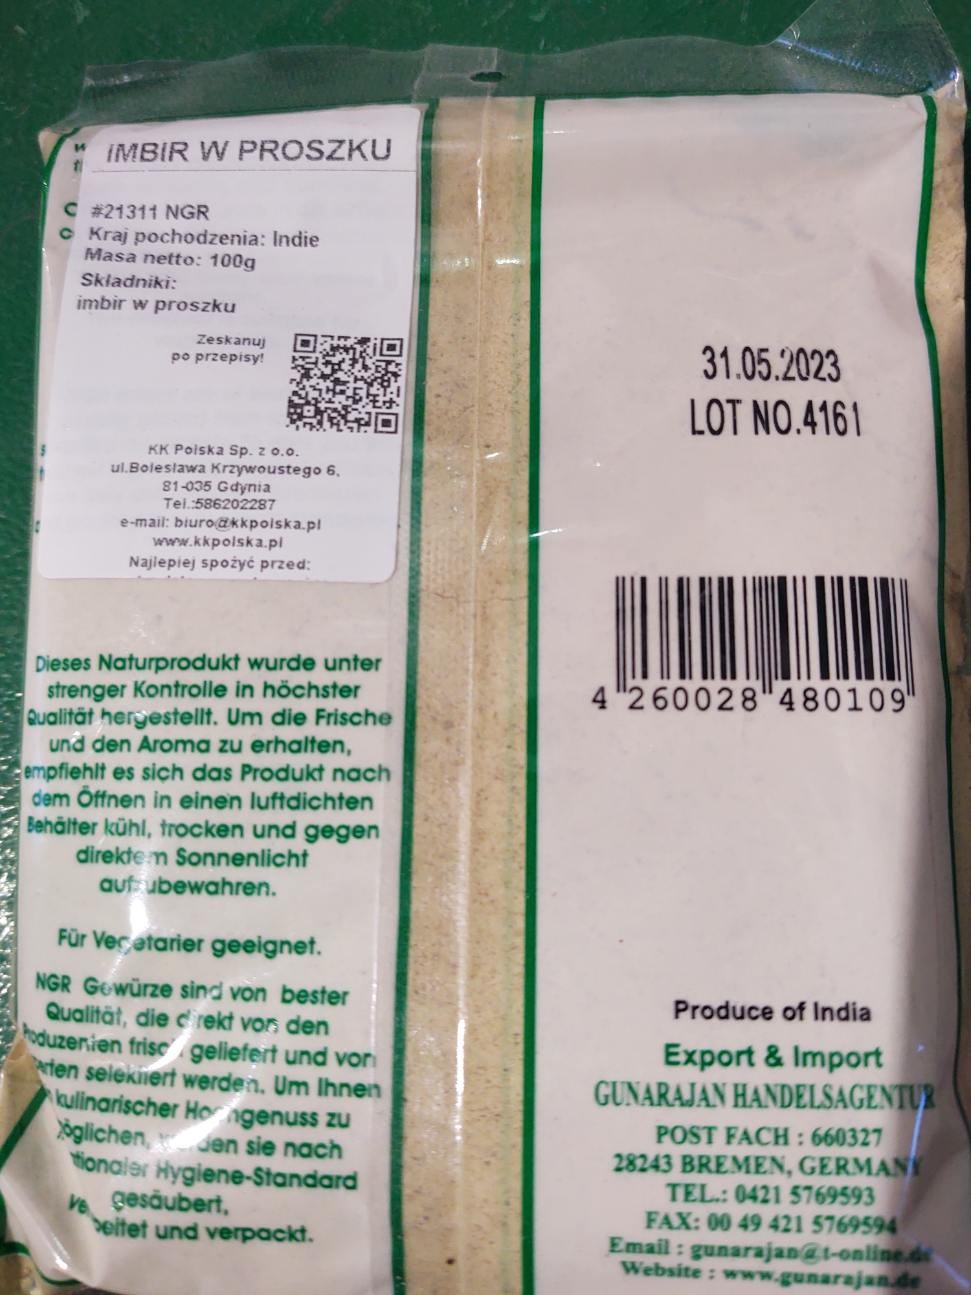 IMBIR W PROSZKU
#21311 NGR
Kraj pochodzenia: Indie
Masa netto: 100g
Składniki:
imbir w proszku
Zeskanuj
po przepisy!
KK Polska Sp. z o.o.
ul.Bolesława Krzywoustego 6,
81-035 Gdynia
Tel.:586202287
e-mail: biuro@kkpolska.pl
www.kkpolska.pl
Najlepiej spożyć przed:
Dieses Naturprodukt wurde unter
strenger Kontrolle in höchster
Qualität hergestellt. Um die Frische
und den Aroma zu erhalten,
empfiehlt es sich das Produkt nach
dem Öffnen in einen luftdichten
Behälter kühl, trocken und gegen
direktem Sonnenlicht
aufzubewahren.
Für Vegetarier geeignet.
NGR Gewürze sind von bester
Qualität, die direkt von den
Produzenten frisch geliefert und von
selektiert werden. Um Ihnen
kulinarischer Hochgenuss zu
werden sie nach
Hygiene-Standard
gesäubert,
und verpackt.
31.05.2023
LOT NO.4161
4 260028 480109
Produce of India
Export & Import
GUNARAJAN HANDELSAGENTUR
POST FACH : 660327
28243 BREMEN, GERMANY
TEL.: 0421 5769593
FAX: 00 49 421 5769594
Email : gunarajan@t-online.de
Website : www.gunarajan.de